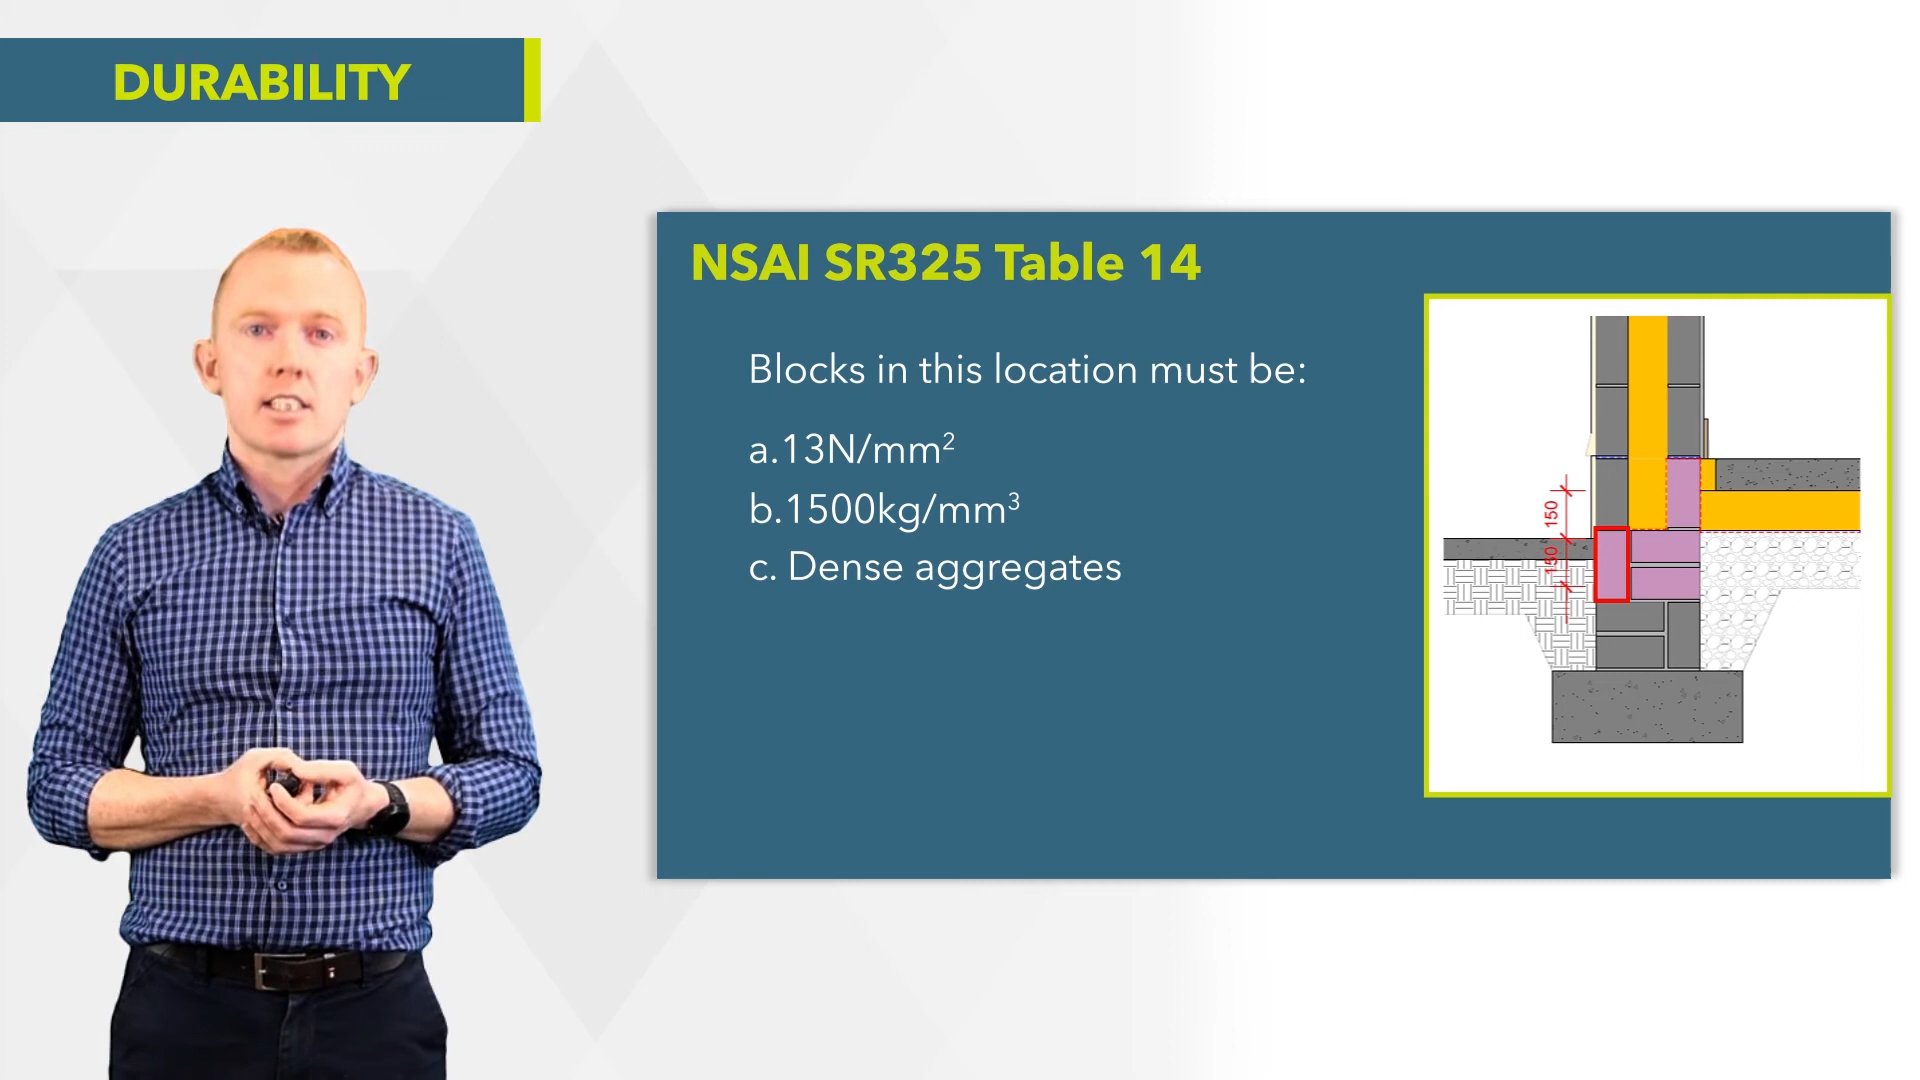 DURABILITY
NSAI SR325 Table 14
Blocks in this location must be:
a.13N/mm²
b.1500kg/mm³
c. Dense aggregates
150
150